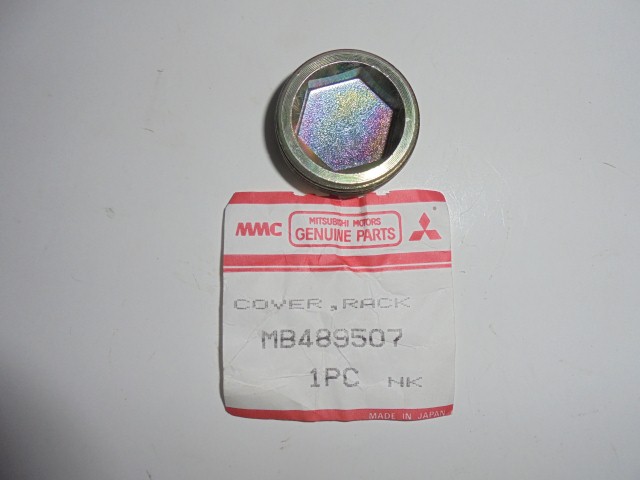 MMC
MITSUBISHI MOTORS
GENUINE PARTS
COVER,RACK
MB489507
1PC NK
MADE IN JAPAN